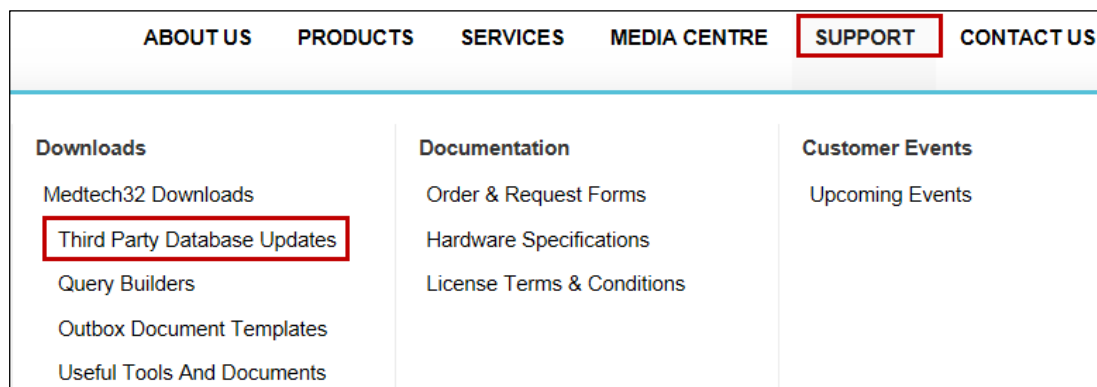 ABOUT US PRODUCTS SERVICES MEDIA CENTRE SUPPORT CONTACT US
Downloads
Medtech32 Downloads
Third Party Database Updates
Query Builders
Outbox Document Templates
Useful Tools And Documents
Documentation
Order & Request Forms
Hardware Specifications
License Terms & Conditions
Customer Events
Upcoming Events